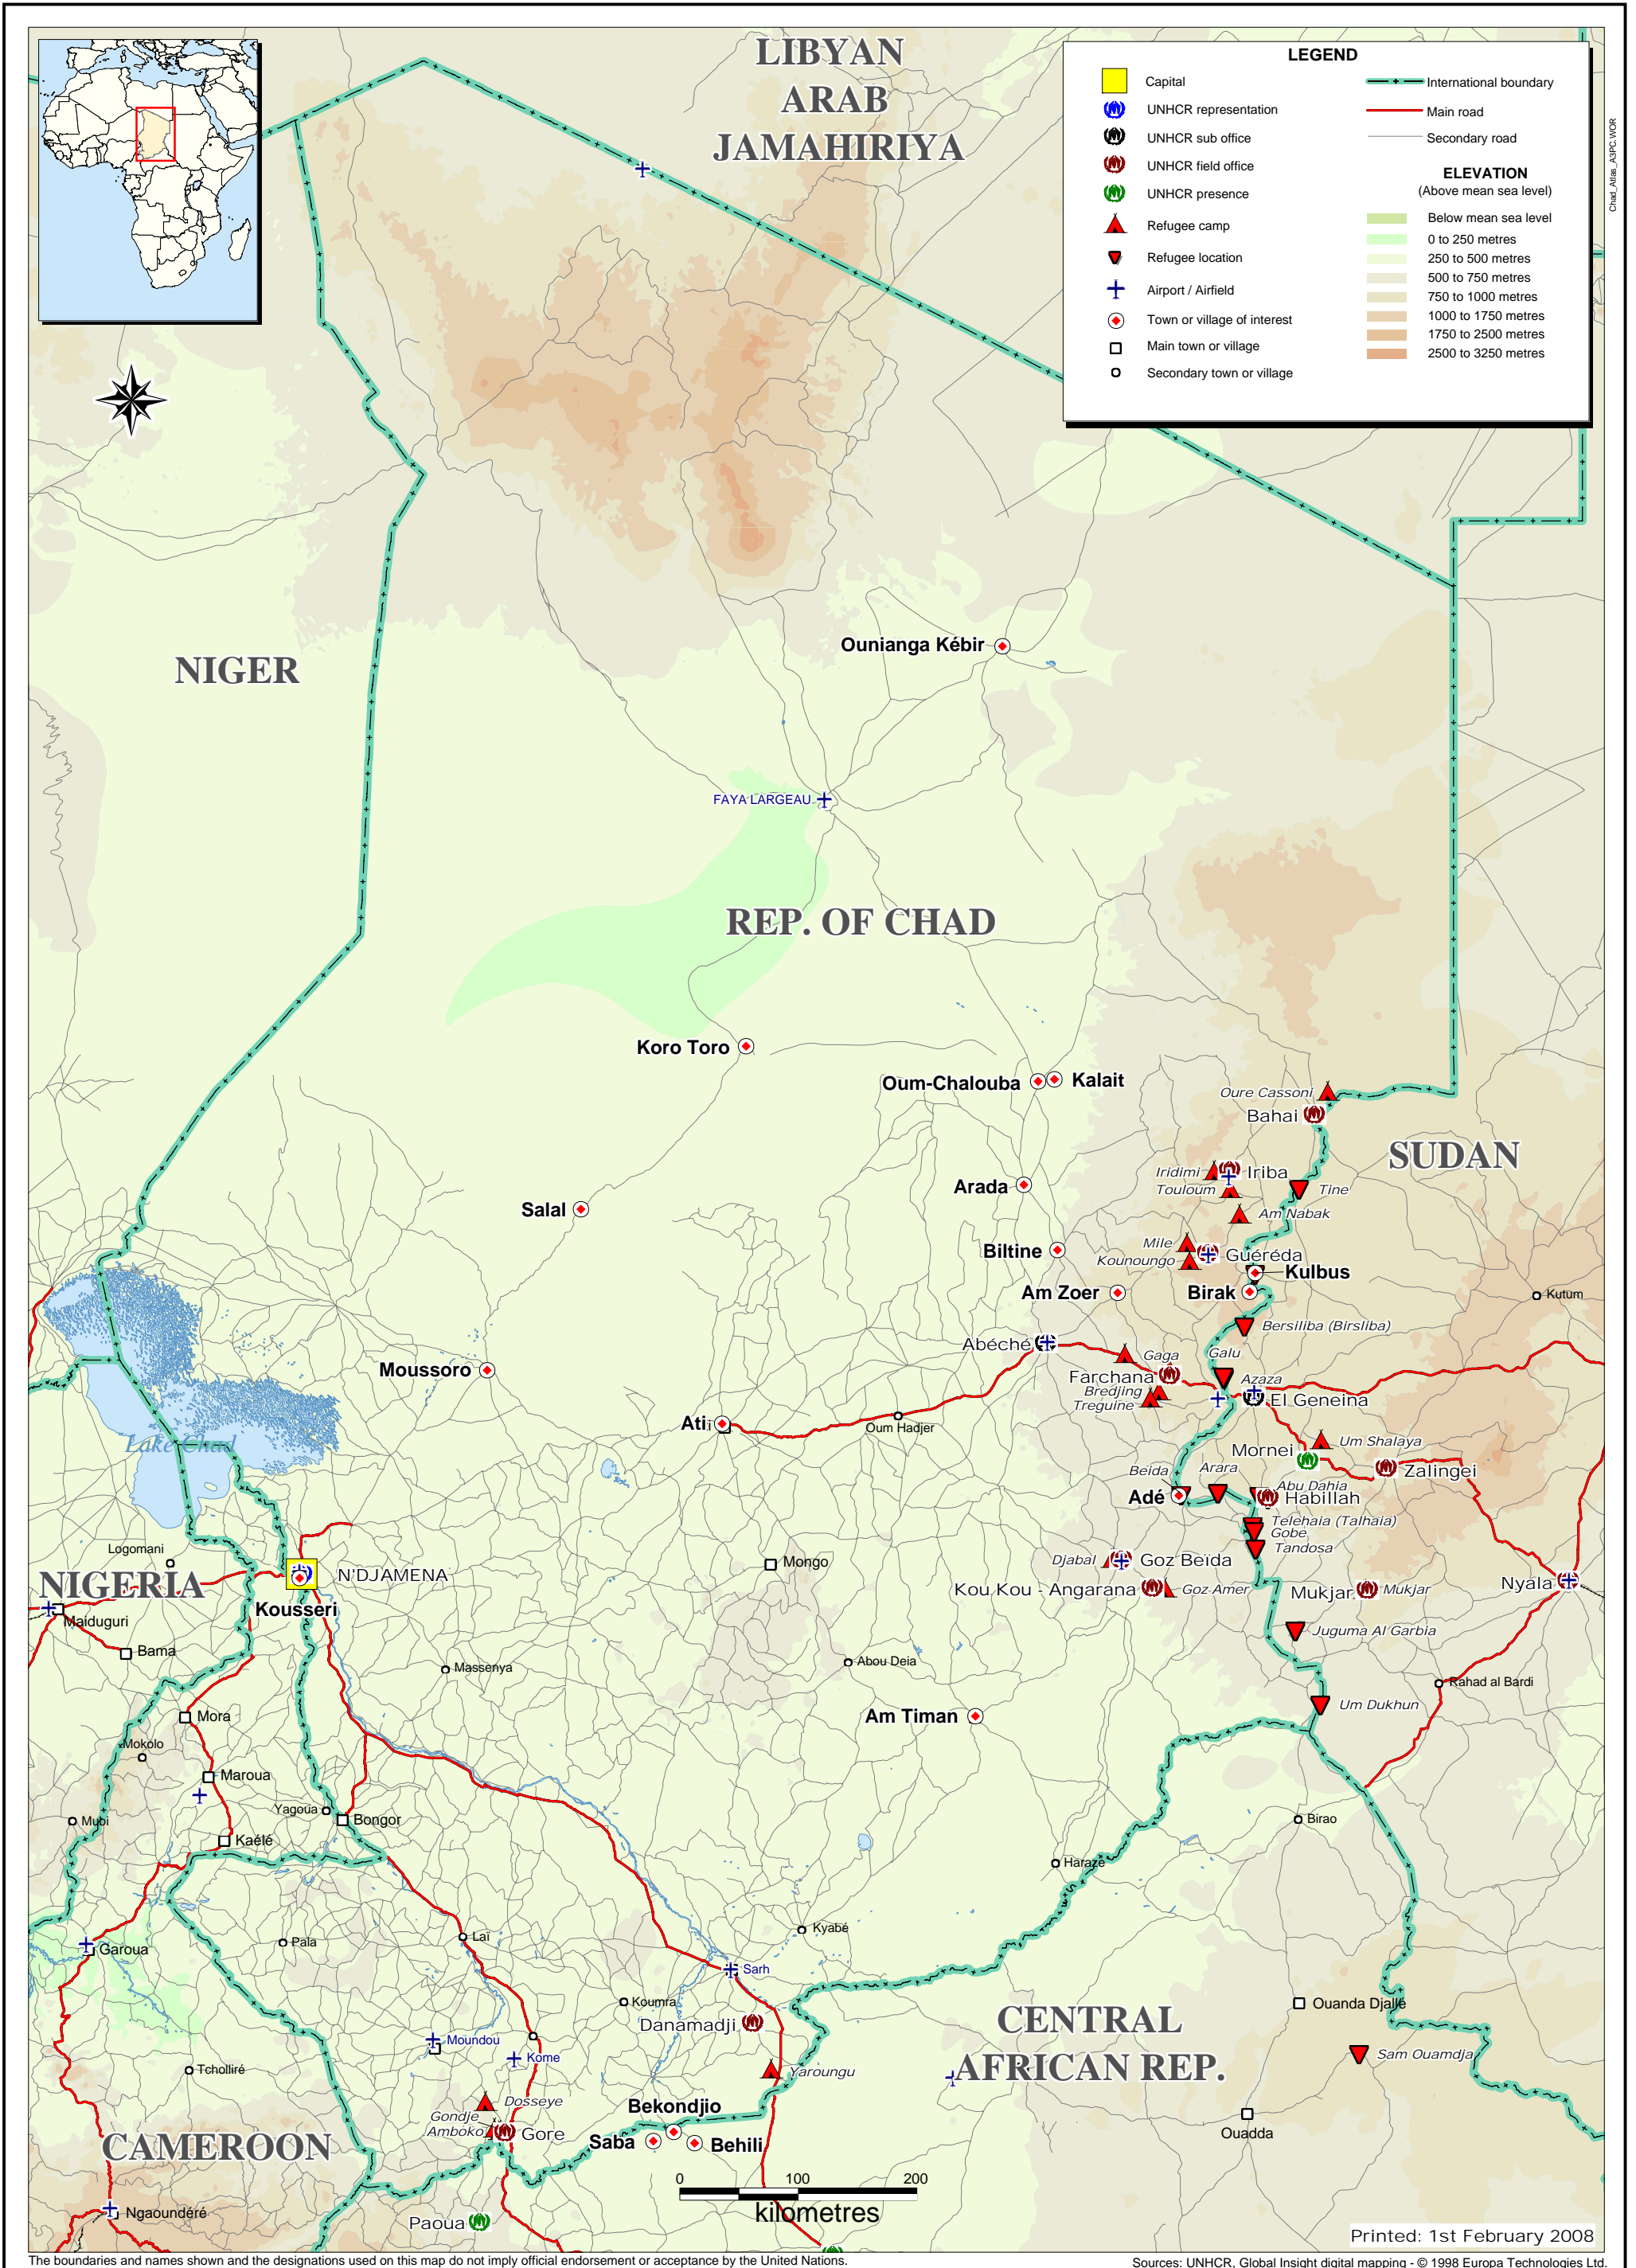 LIBYAN
ARAB
JAMAHIRIYA
LEGEND
Capital
UNHCR representation
UNHCR sub office
UNHCR field office
UNHCR presence
Refugee camp
Refugee location
Airport / Airfield
Town or village of interest
Main town or village
Secondary town or village
International boundary
Main road
Secondary road
ELEVATION
(Above mean sea level)
Below mean sea level
0 to 250 metres
250 to 500 metres
500 to 750 metres
750 to 1000 metres
1000 to 1750 metres
1750 to 2500 metres
2500 to 3250 metres
Chad_Atlas_A3PC.WOR
Ounianga Kébir
NIGER
FAYA LARGEAU
REP. OF CHAD
Koro Toro
Oum-Chalouba
Kalait
Oure Cassoni
Bahai
SUDAN
Iridimi
Iriba
Touloum
Tine
Arada
Salal
Am Nabak
Mile
Biltine
Guéréda
Kounoungo
Kulbus
Am Zoer
Birak
Kutum
Bersiliba (Birsliba)
Abéché
Gaga
Galu
Moussoro
Farchana
Azaza
Bredjing
El Geneina
Treguine
Ati
Oum Hadjer
Lake Chad
Um Shalaya
Mornei
Beida
Arara
Zalingei
Abu Dahia
Adé
Habillah
Telehaia (Talhaia)
Gobe
Tandosa
Logomani
Mongo
Djabal
Goz Beïda
N'DJAMENA
NIGERIA
Kou Kou - Angarana
Goz Amer
Mukjar
Mukjar
Nyala
Kousseri
Maiduguri
Juguma Al Garbia
Bama
Massenya
Abou Deia
Rahad al Bardi
Um Dukhun
Mora
Am Timan
Mokolo
Maroua
Yagoua
Bongor
Mubi
Birao
Kaélé
Haraze
Kyabé
Laï
Pala
Garoua
Sarh
Koumra
Ouanda Djallé
Danamadji
CENTRAL
AFRICAN REP.
Moundou
Kome
Sam Ouamdja
Tcholliré
Yaroungu
Dosseye
Bekondjio
Gondje
Amboko
Gore
Ouadda
CAMEROON
Saba
Behili
0 100 200
kilometres
Ngaoundéré
Paoua
Printed: 1st February 2008
The boundaries and names shown and the designations used on this map do not imply official endorsement or acceptance by the United Nations.
Sources: UNHCR, Global Insight digital mapping - © 1998 Europa Technologies Ltd.